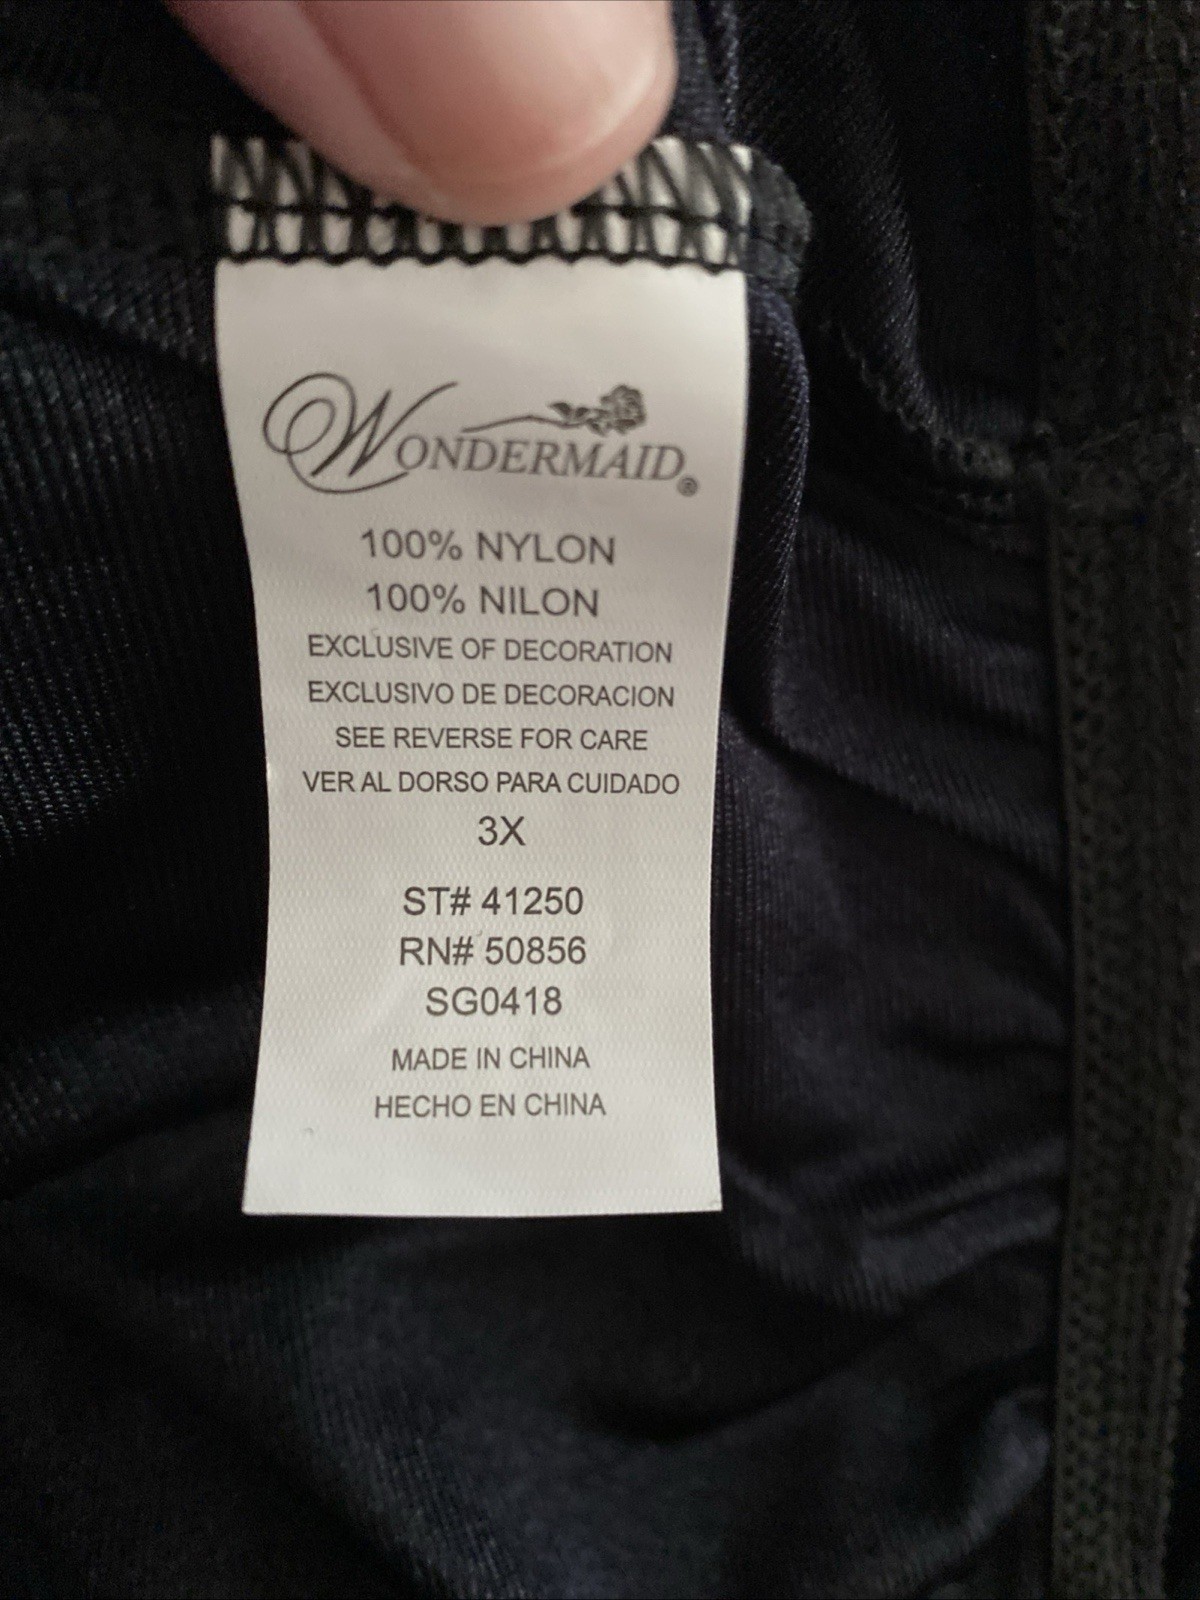 WONDERMAID®
100% NYLON
100% NILON
EXCLUSIVE OF DECORATION
EXCLUSIVO DE DECORACION
SEE REVERSE FOR CARE
VER AL DORSO PARA CUIDADO
3X
ST# 41250
RN# 50856
SG0418
MADE IN CHINA
HECHO EN CHINA